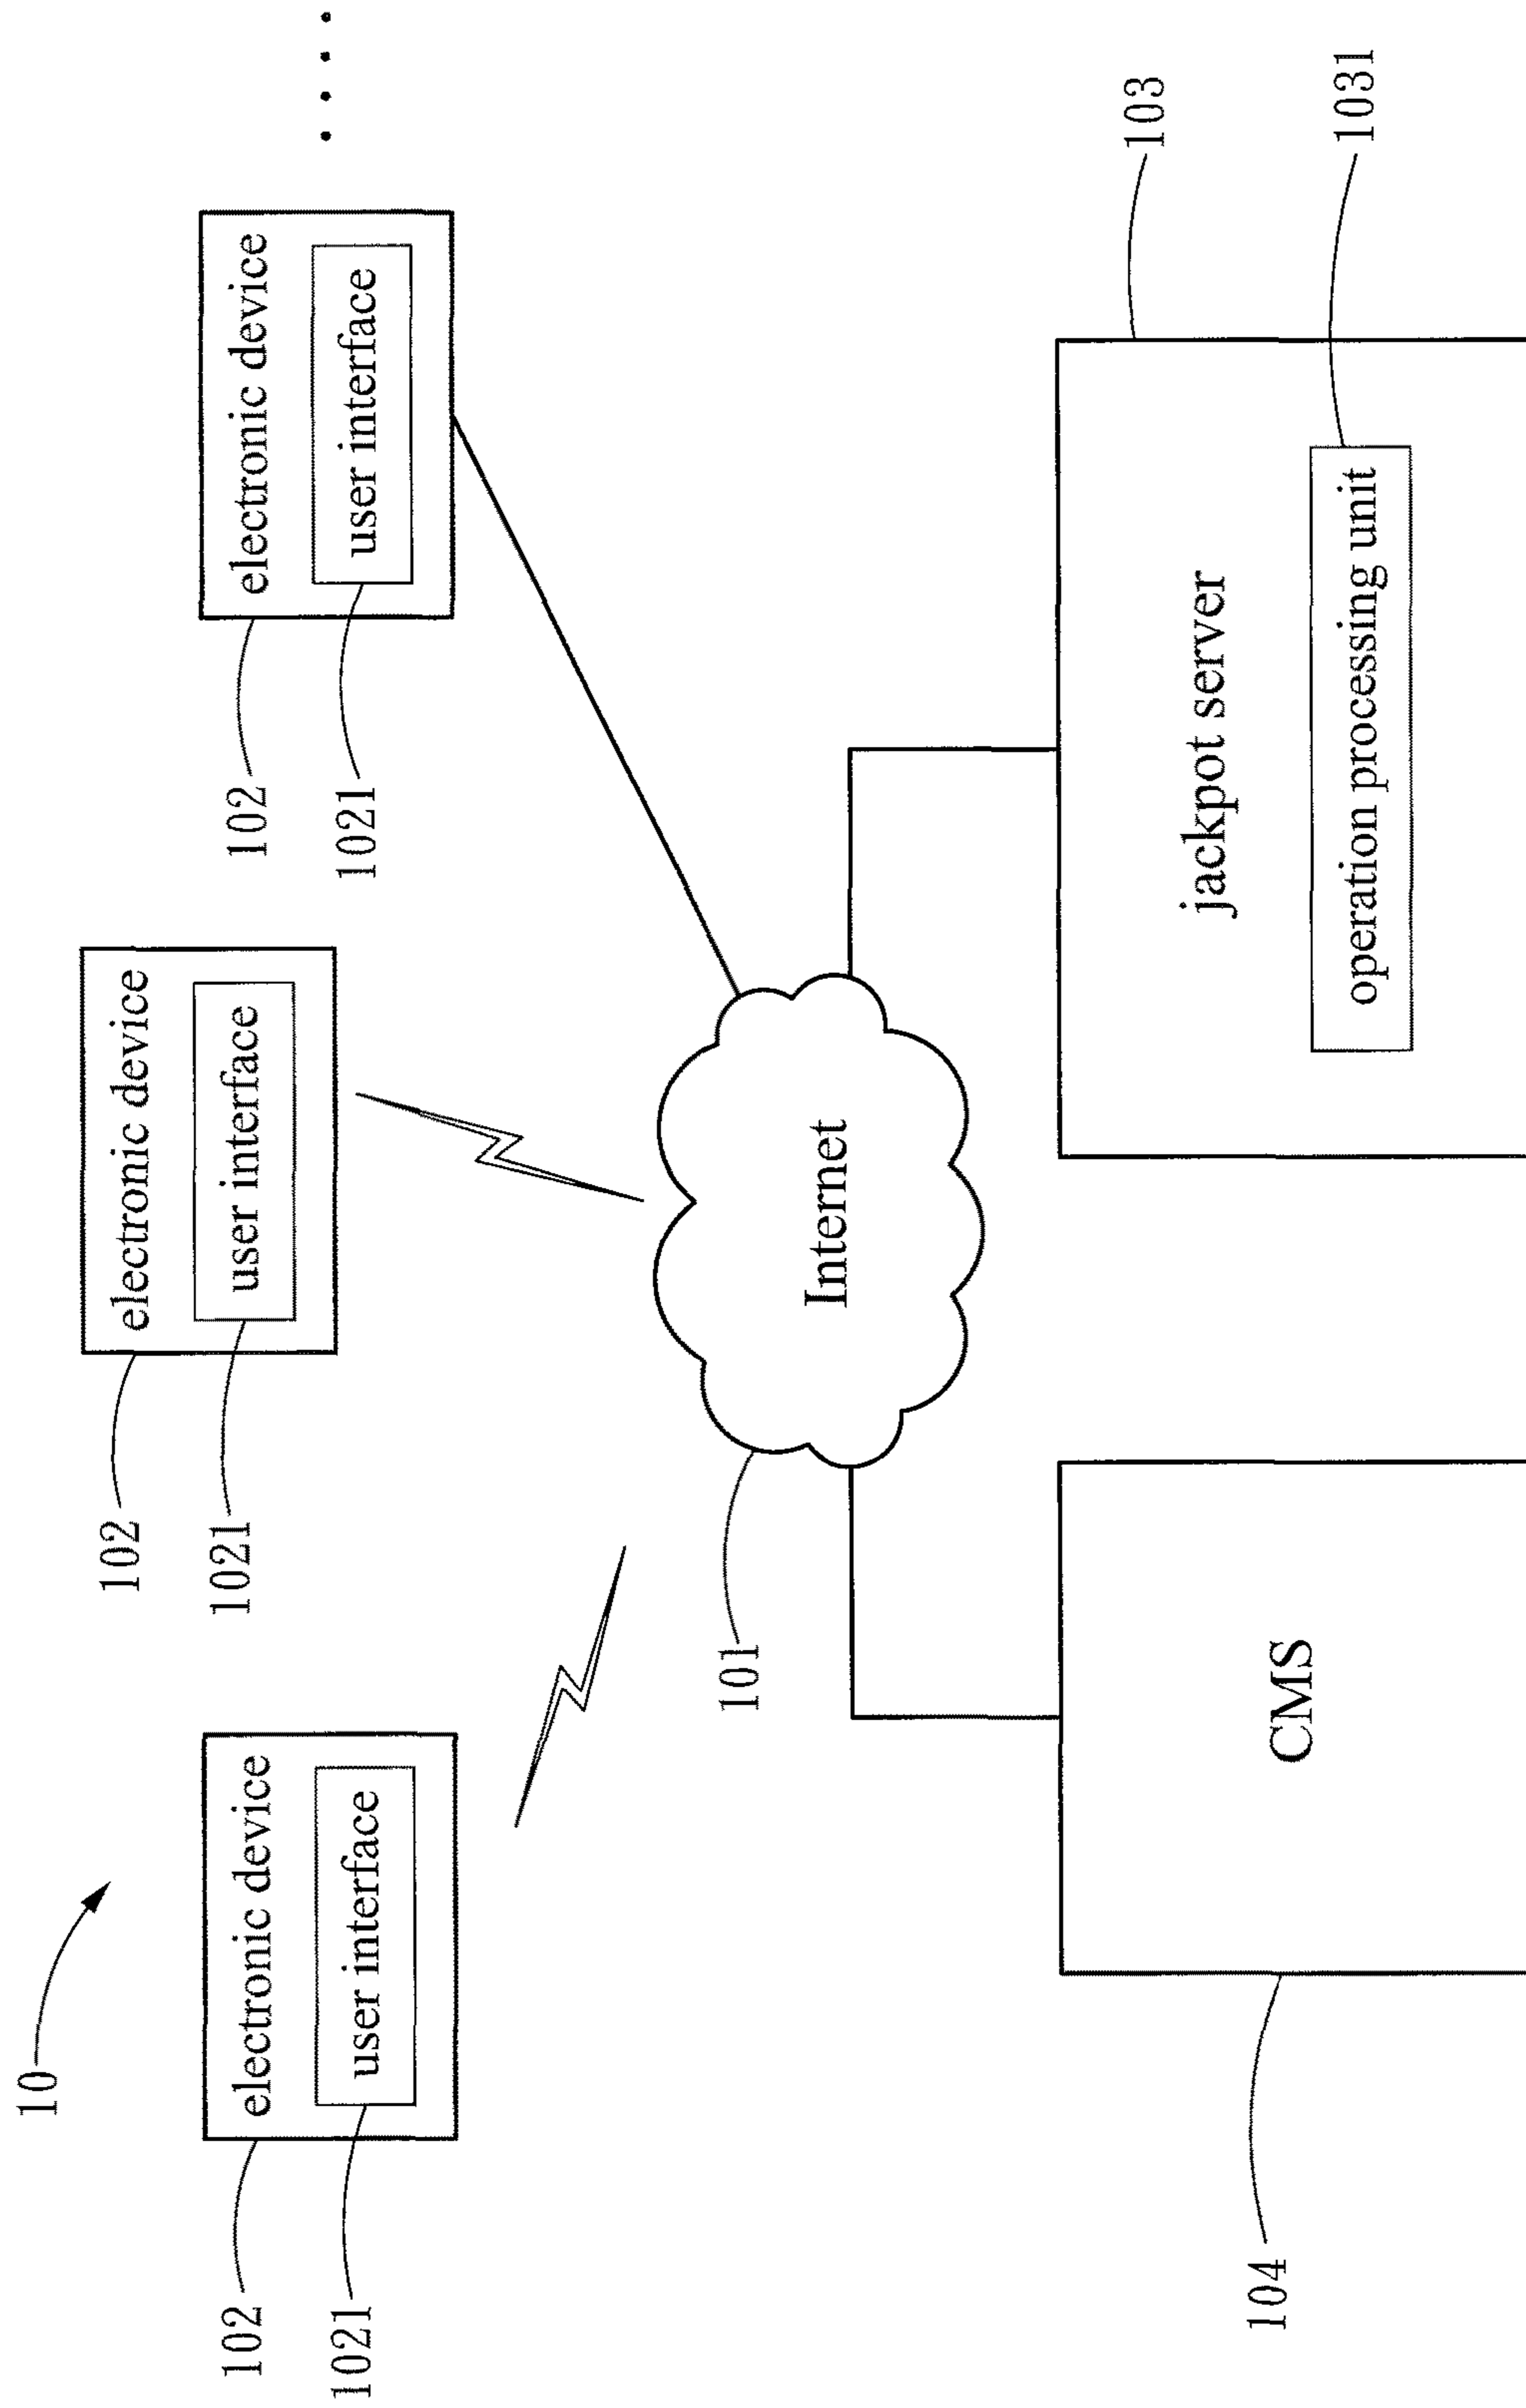 10
electronic device
user interface
102
1021
electronic device
user interface
102
1021
electronic device
user interface
102
1021
Internet
101
CMS
104
jackpot server
operation processing unit
103
1031